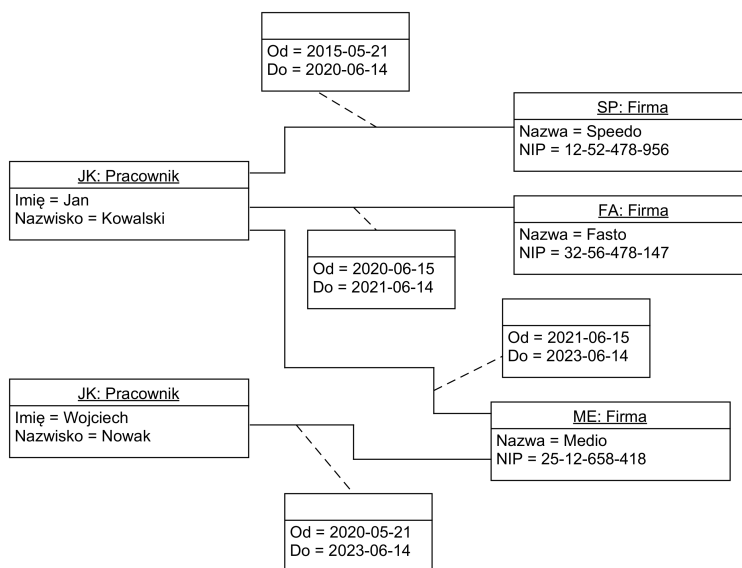 Od = 2015-05-21
Do = 2020-06-14
SP: Firma
Nazwa = Speedo
NIP = 12-52-478-956
JK: Pracownik
Imię = Jan
Nazwisko = Kowalski
FA: Firma
Nazwa = Fasto
NIP = 32-56-478-147
Od = 2020-06-15
Do = 2021-06-14
Od = 2021-06-15
Do = 2023-06-14
JK: Pracownik
Imię = Wojciech
Nazwisko = Nowak
ME: Firma
Nazwa = Medio
NIP = 25-12-658-418
Od = 2020-05-21
Do = 2023-06-14